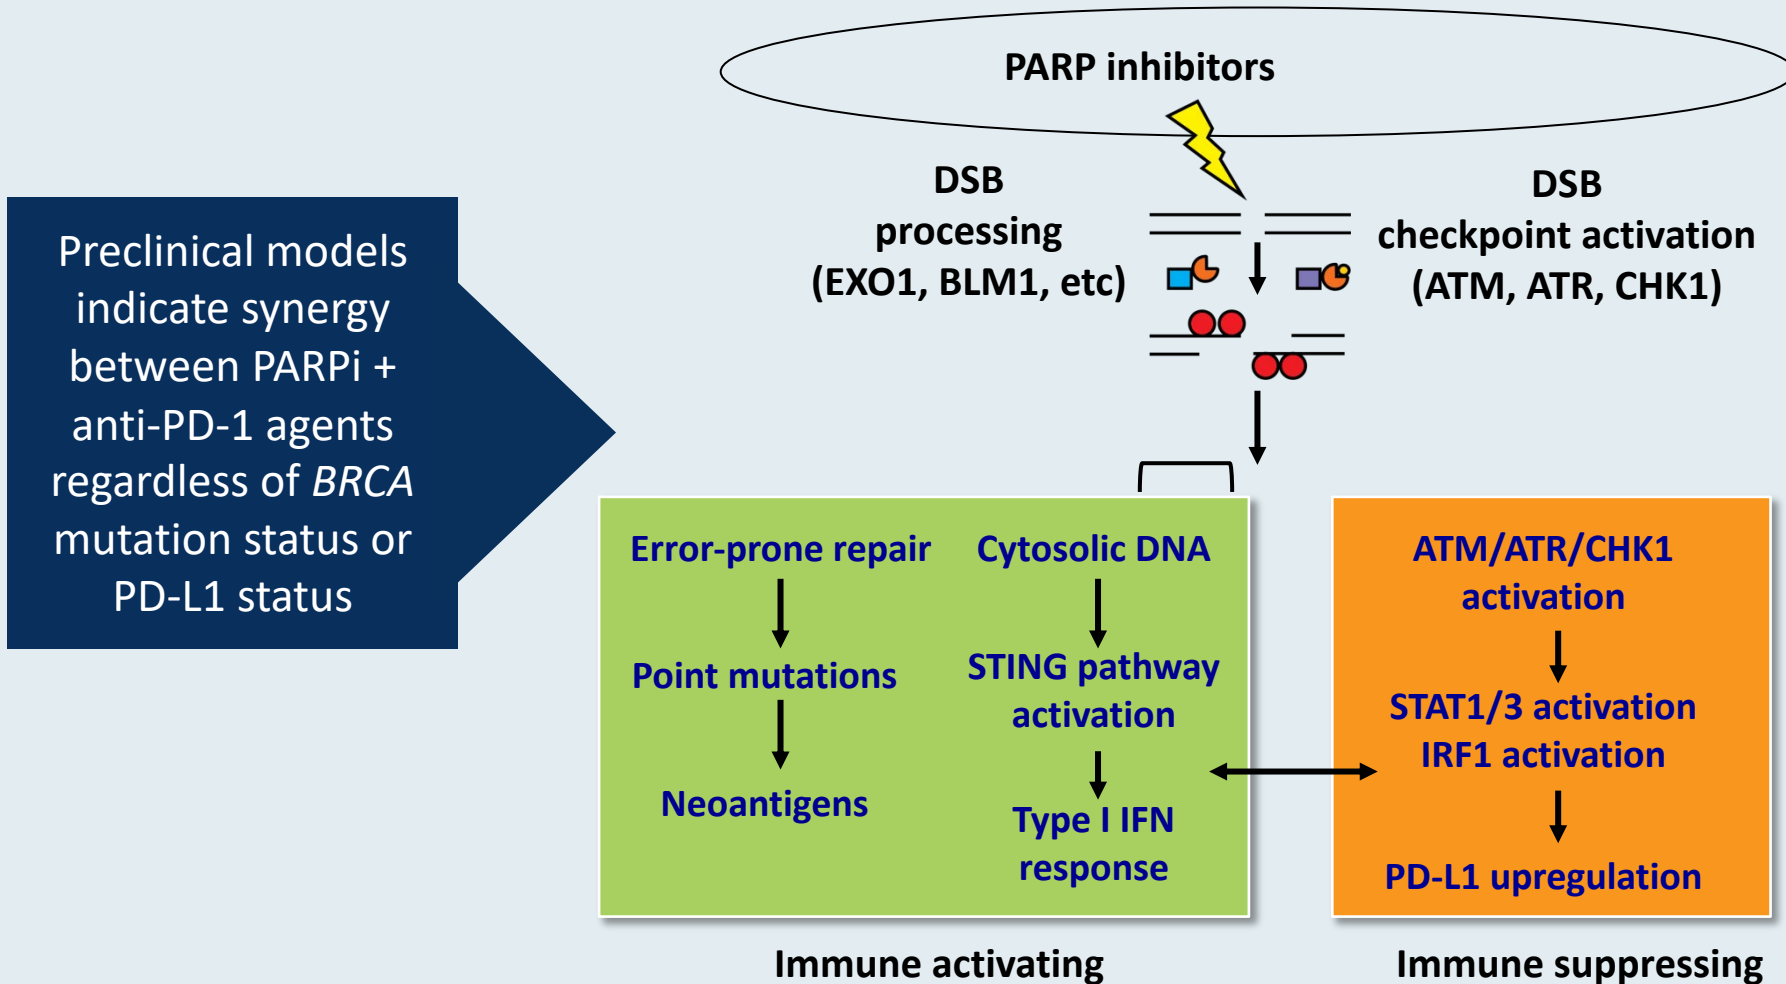 PARP inhibitors
DSB
processing
(EXO1, BLM1, etc)
DSB
checkpoint activation
(ATM, ATR, CHK1)
Preclinical models
indicate synergy
between PARPi +
anti-PD-1 agents
regardless of BRCA
mutation status or
PD-L1 status
Error-prone repair
Point mutations
Neoantigens
Cytosolic DNA
STING pathway
activation
Type I IFN
response
ATM/ATR/CHK1
activation
STAT1/3 activation
IRF1 activation
PD-L1 upregulation
Immune activating
Immune suppressing